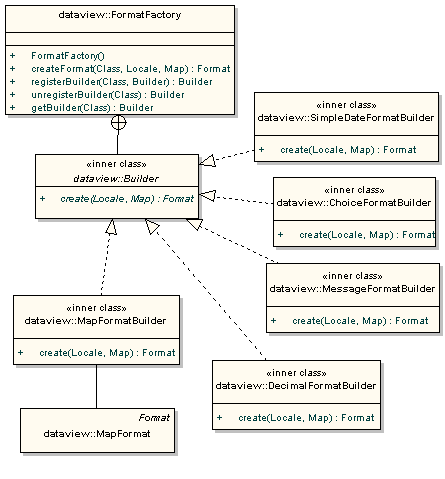 dataview::FormatFactory
+ FormatFactory()
+ createFormat(Class, Locale, Map) : Format
+ registerBuilder(Class, Builder) : Builder
+ unregisterBuilder(Class) : Builder
+ getBuilder(Class) : Builder
«inner class»
dataview::SimpleDateFormatBuilder
+ create(Locale, Map) : Format
«inner class»
dataview::Builder
+ create(Locale, Map) : Format
«inner class»
dataview::ChoiceFormatBuilder
+ create(Locale, Map) : Format
«inner class»
dataview::MessageFormatBuilder
+ create(Locale, Map) : Format
«inner class»
dataview::MapFormatBuilder
+ create(Locale, Map) : Format
«inner class»
dataview::DecimalFormatBuilder
+ create(Locale, Map) : Format
Format
dataview::MapFormat